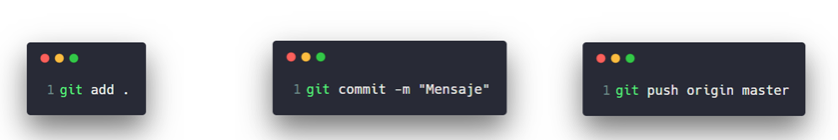 1 git add .
1 git commit -m "Mensaje"
1 git push origin master